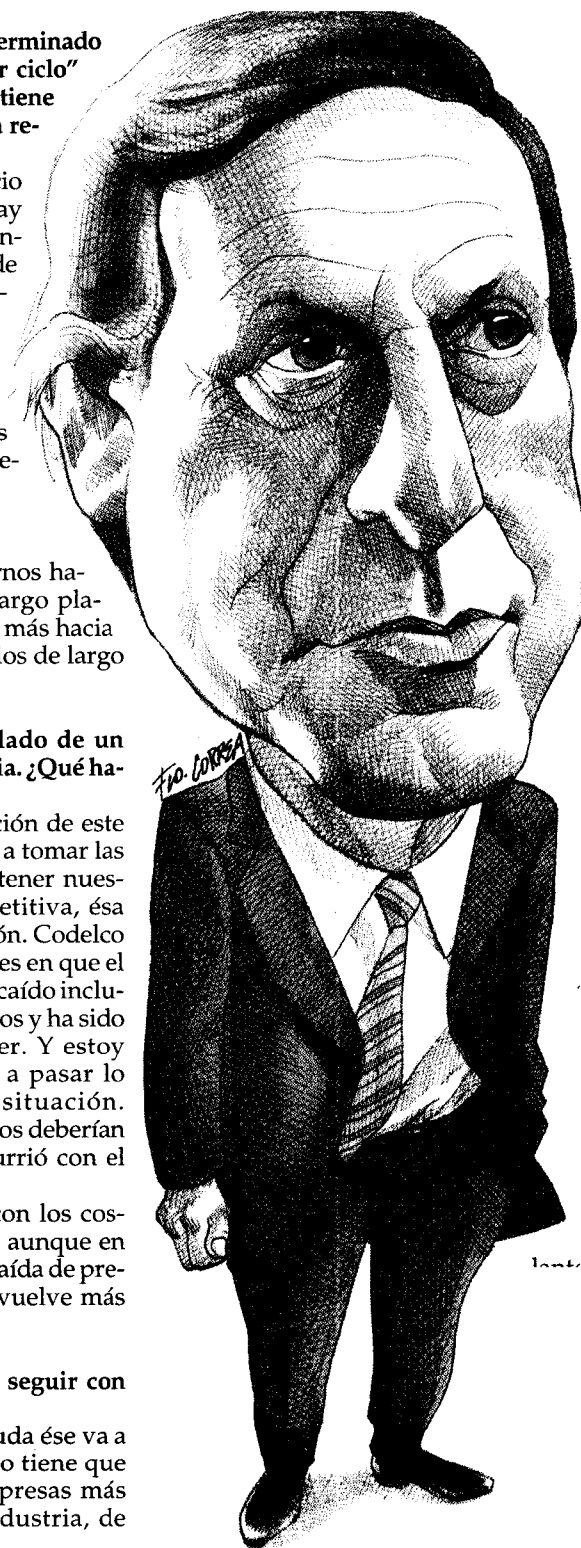 erminado
r ciclo"
tiene
a re-
cio
ay
n-
de
-
s
e-
rnos ha-
argo pla-
más hacia
los de largo
lado de un
ia. ¿Qué ha-
ción de este
a tomar las
tener nues-
etitiva, ésa
ón. Codelco
es en que el
caído inclu-
os y ha sido
er. Y estoy
a pasar lo
situación.
os deberían
urrió con el
con los cos-
aunque en
aída de pre-
vuelve más
seguir con
uda ése va a
o tiene que
presas más
dustria, de
FCO. CORREA